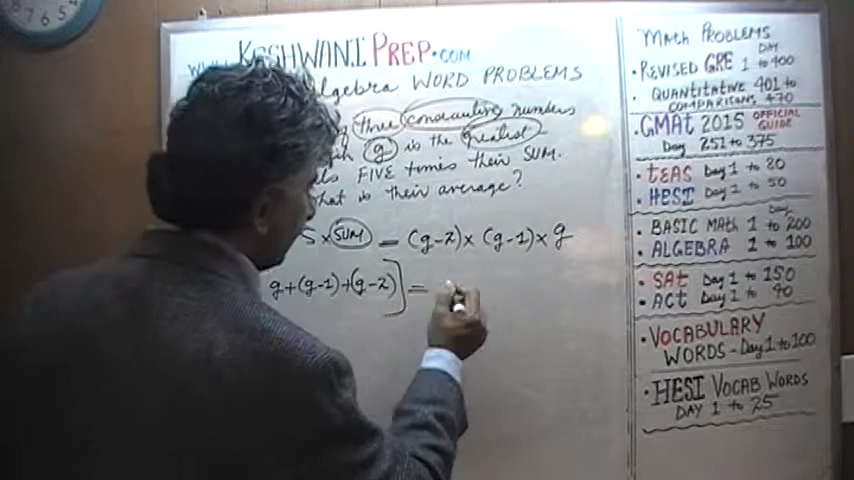 KESHWANI PREP.COM
Algebra WORD PROBLEMS
three consecutive numbers
g is the greatest
FIVE times their SUM.
what is their average?
5 × SUM = (g-2) × (g-1) × g
g+(g-1)+(g-2)] =
MATH PROBLEMS
• REVISED GRE DAY 1 to 400
• QUANTITATIVE 401 to
COMPARISONS 470
• GMAT 2015 OFFICIAL GUIDE
Day 251 to 375
• TEAS Day 1 to 20
• HESI Day 1 to 50
• BASIC Math Day 1 to 200
• ALGEBRA 1 to 100
• SAT Day 1 to 150
• ACT Day 1 to 40
• VOCABULARY
WORDS - Day 1 to 100
• HESI VOCAB WORDS
DAY 1 to 25
7
6
5